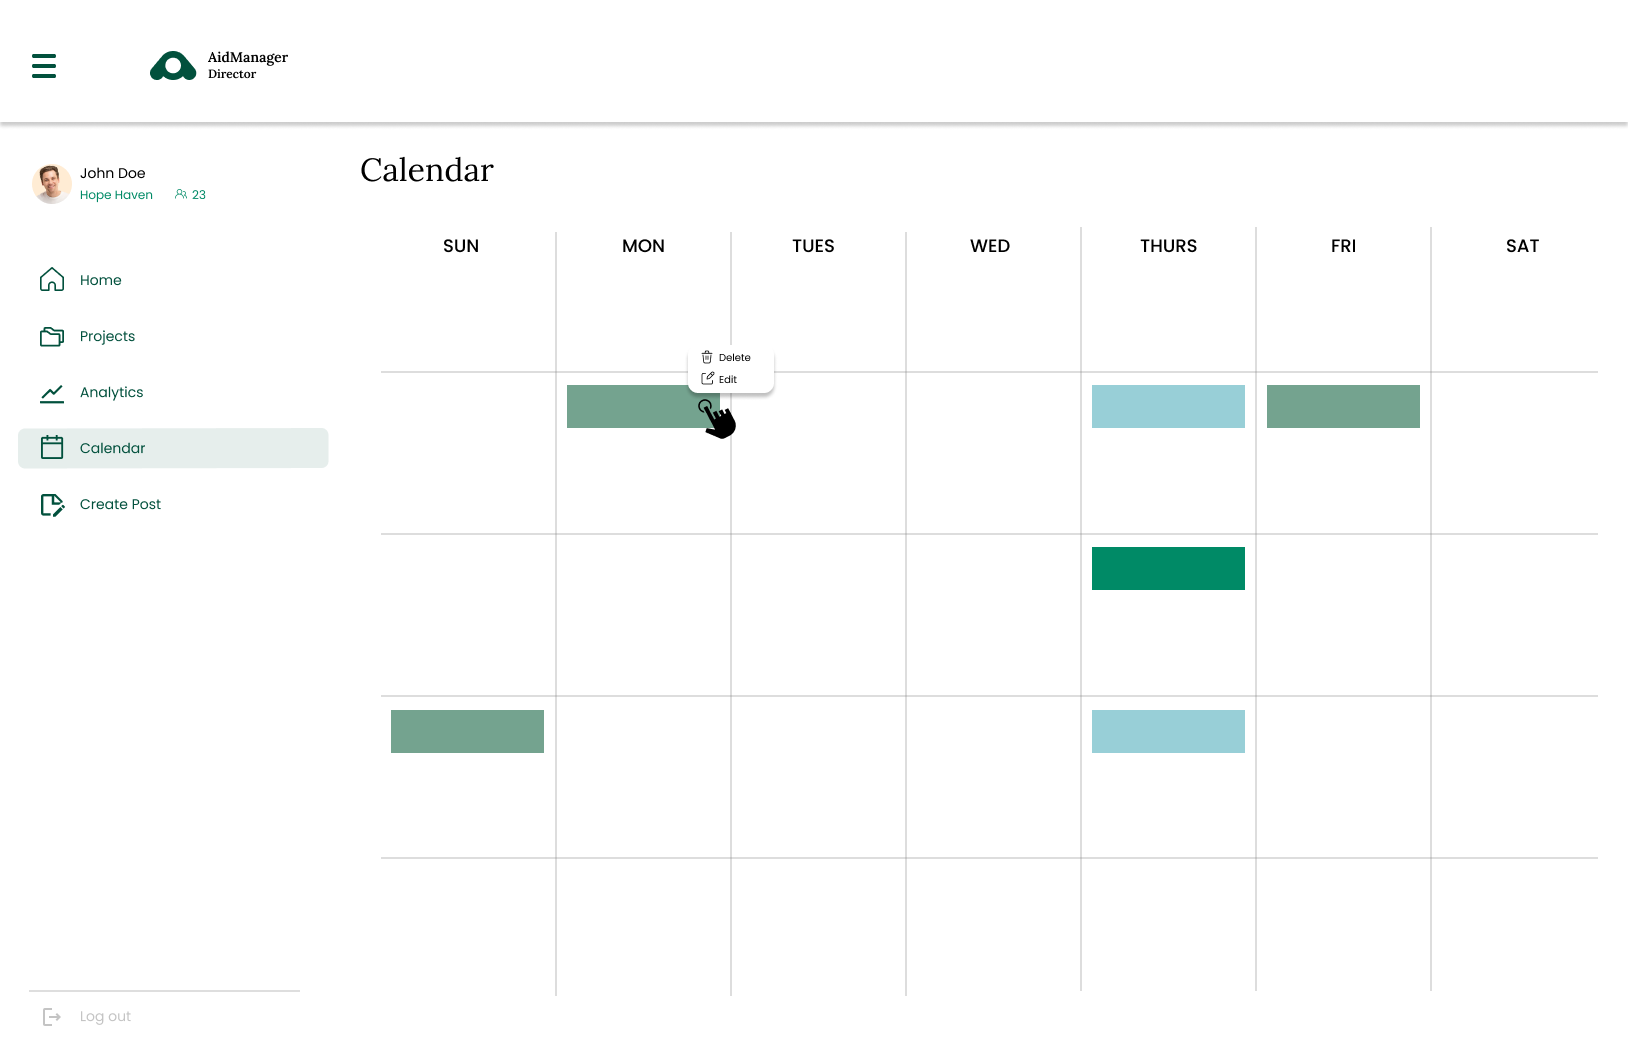 AidManager
Director
John Doe
Hope Haven 23
Home
Projects
Analytics
Calendar
Create Post
Log out
Calendar
SUN MON TUES WED THURS FRI SAT
Delete
Edit